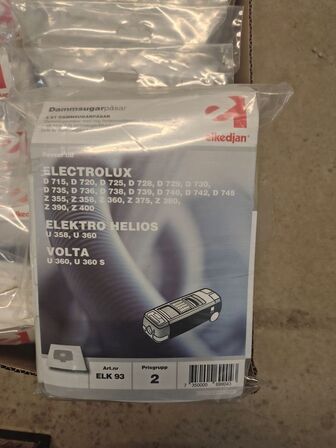 Dammsugarpåsar
elkedjan
ELECTROLUX
D 715, D 720, D 725, D 728, D 729, D 730,
D 735, D 736, D 738, D 739, D 740, D 742, D 745
Z 355, Z 358, Z 360, Z 375, Z 380,
Z 390, Z 400
ELEKTRO HELIOS
U 358, U 360
VOLTA
U 360, U 360 S
Art.nr
ELK 93
Prisgrupp
2